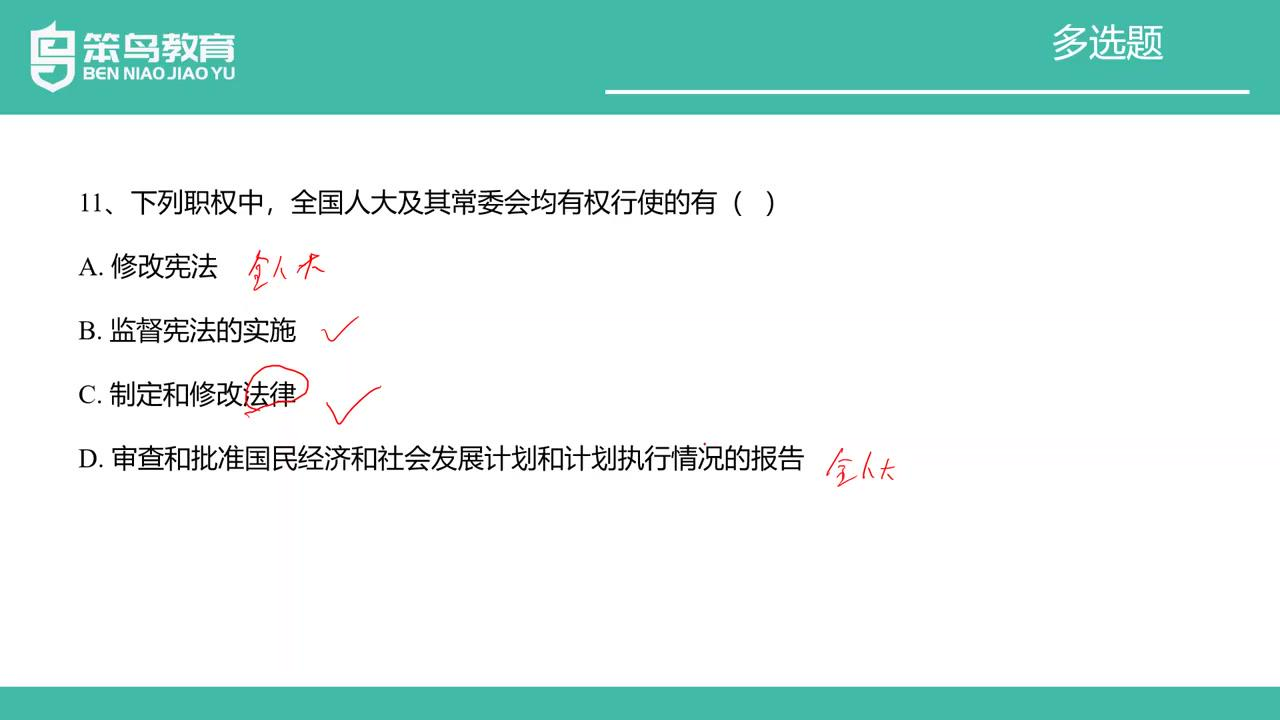 笨鸟教育
BEN NIAO JIAO YU
多选题
11、下列职权中，全国人大及其常委会均有权行使的有（ ）
A. 修改宪法 全人大
B. 监督宪法的实施
C. 制定和修改法律
D. 审查和批准国民经济和社会发展计划和计划执行情况的报告 全人大